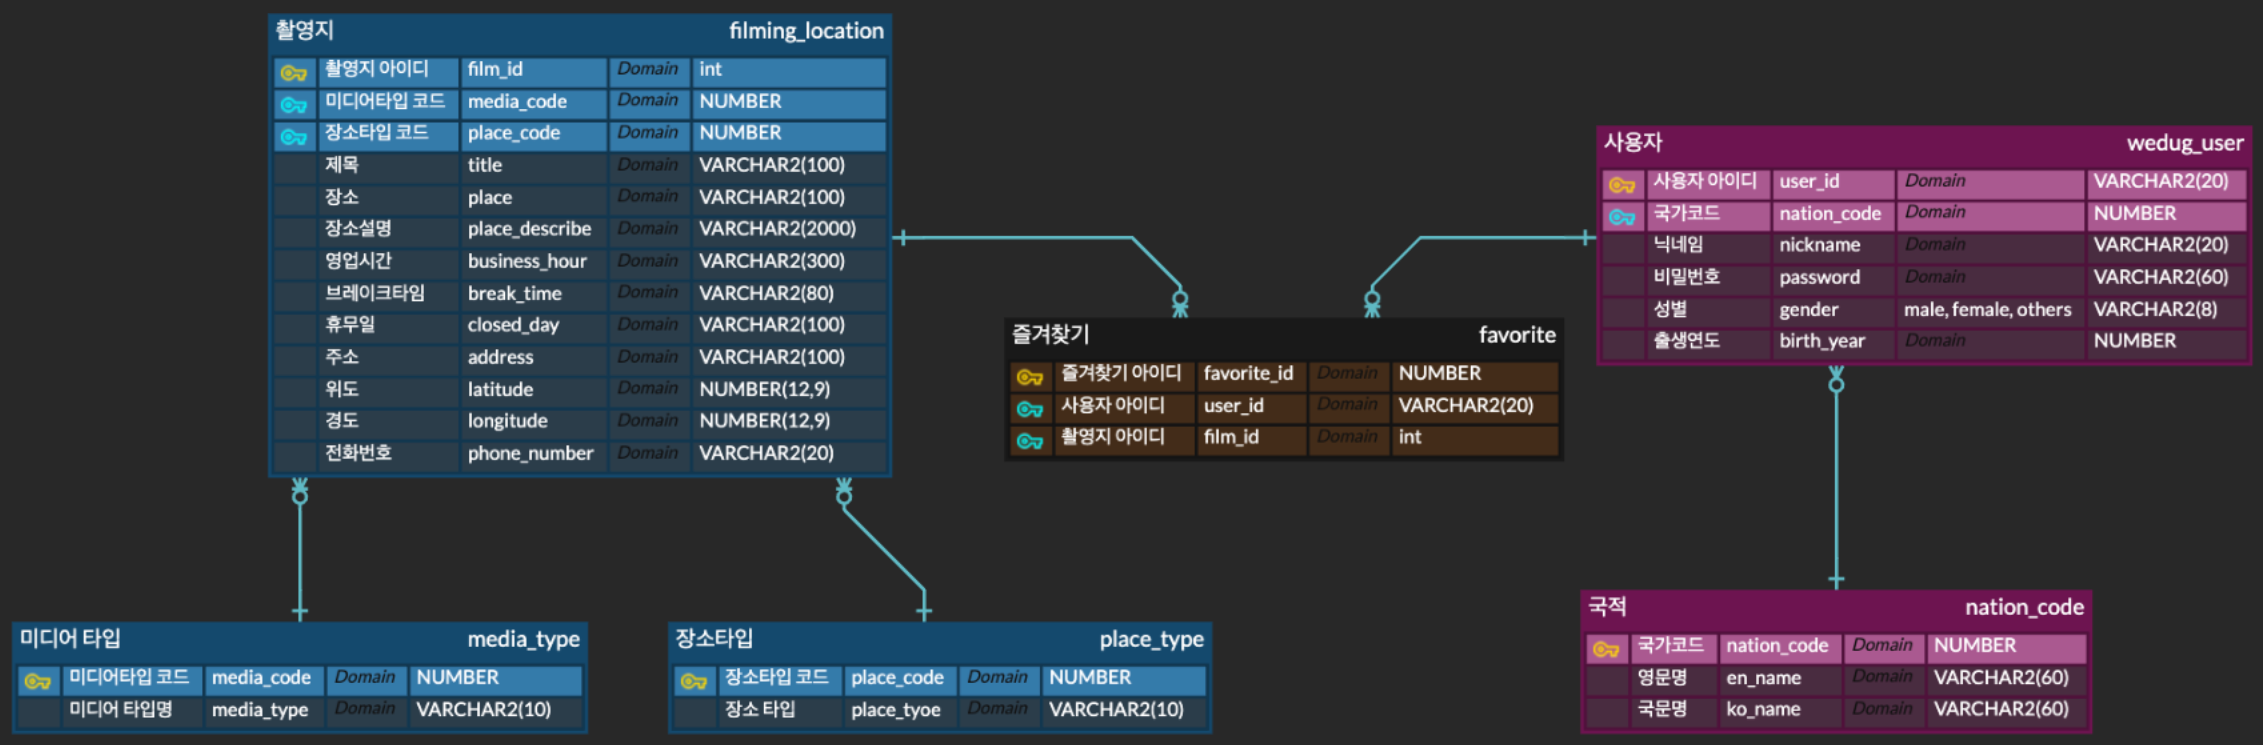 촬영지 filming_location
촬영지 아이디 film_id Domain int
미디어타입 코드 media_code Domain NUMBER
장소타입 코드 place_code Domain NUMBER
제목 title Domain VARCHAR2(100)
장소 place Domain VARCHAR2(100)
장소설명 place_describe Domain VARCHAR2(2000)
영업시간 business_hour Domain VARCHAR2(300)
브레이크타임 break_time Domain VARCHAR2(80)
휴무일 closed_day Domain VARCHAR2(100)
주소 address Domain VARCHAR2(100)
위도 latitude Domain NUMBER(12,9)
경도 longitude Domain NUMBER(12,9)
전화번호 phone_number Domain VARCHAR2(20)
사용자 wedug_user
사용자 아이디 user_id Domain VARCHAR2(20)
국가코드 nation_code Domain NUMBER
닉네임 nickname Domain VARCHAR2(20)
비밀번호 password Domain VARCHAR2(60)
성별 gender male, female, others VARCHAR2(8)
출생연도 birth_year Domain NUMBER
즐겨찾기 favorite
즐겨찾기 아이디 favorite_id Domain NUMBER
사용자 아이디 user_id Domain VARCHAR2(20)
촬영지 아이디 film_id Domain int
미디어 타입 media_type
미디어타입 코드 media_code Domain NUMBER
미디어 타입명 media_type Domain VARCHAR2(10)
장소타입 place_type
장소타입 코드 place_code Domain NUMBER
장소 타입 place_tyoe Domain VARCHAR2(10)
국적 nation_code
국가코드 nation_code Domain NUMBER
영문명 en_name Domain VARCHAR2(60)
국문명 ko_name Domain VARCHAR2(60)